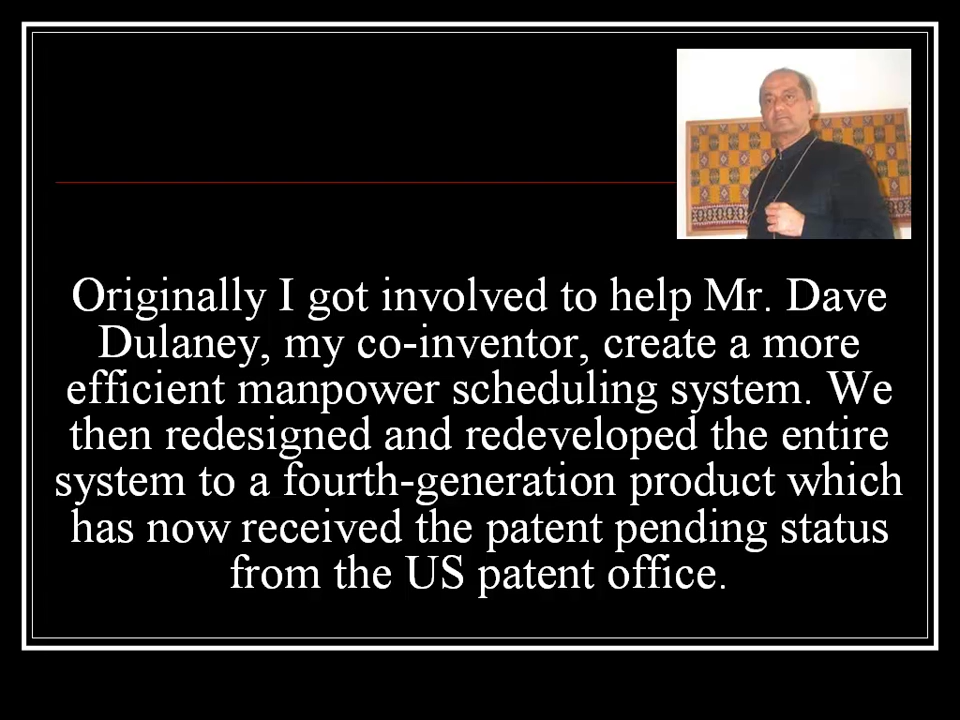 Originally I got involved to help Mr. Dave
Dulaney, my co-inventor, create a more
efficient manpower scheduling system. We
then redesigned and redeveloped the entire
system to a fourth-generation product which
has now received the patent pending status
from the US patent office.